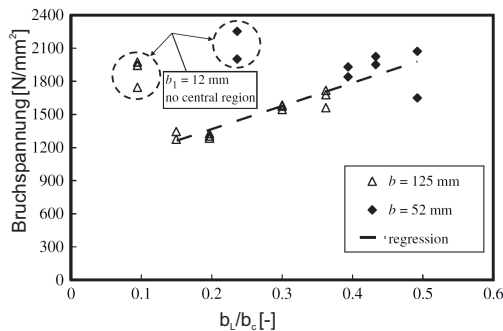 2400
2100
1800
1500
1200
900
600
300
0
Bruchspannung [N/mm²]
b₁ = 12 mm
no central region
b = 125 mm
b = 52 mm
regression
0
0.1
0.2
0.3
0.4
0.5
0.6
b_L/b_c [-]